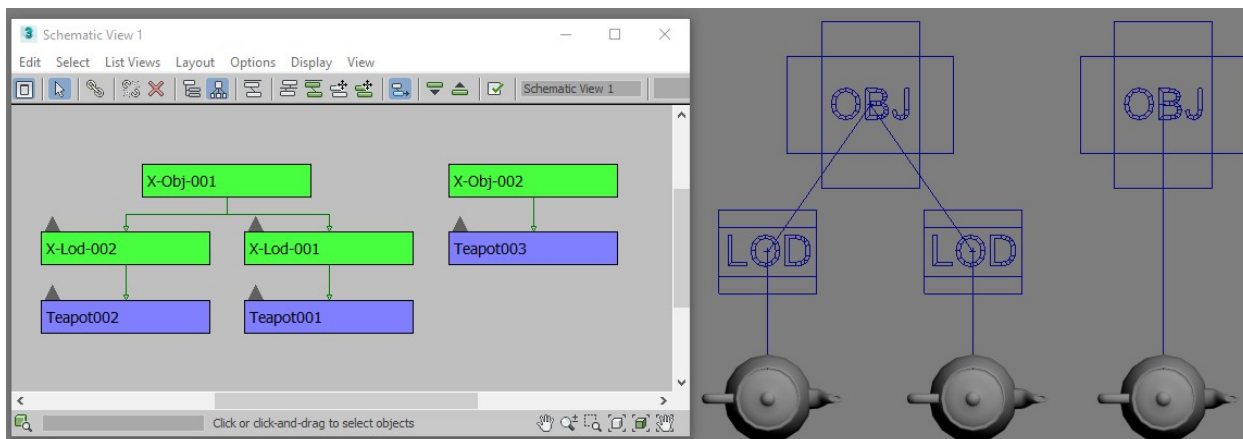 3 Schematic View 1
Edit Select List Views Layout Options Display View
Schematic View 1
X-Obj-001 X-Obj-002
X-Lod-002 X-Lod-001 Teapot003
Teapot002 Teapot001
Click or click-and-drag to select objects
OBJ OBJ
LOD LOD